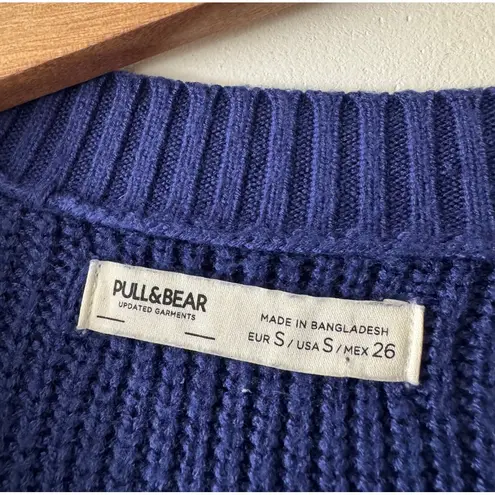 PULL&BEAR
UPDATED GARMENTS
MADE IN BANGLADESH
EUR S / USA S / MEX 26